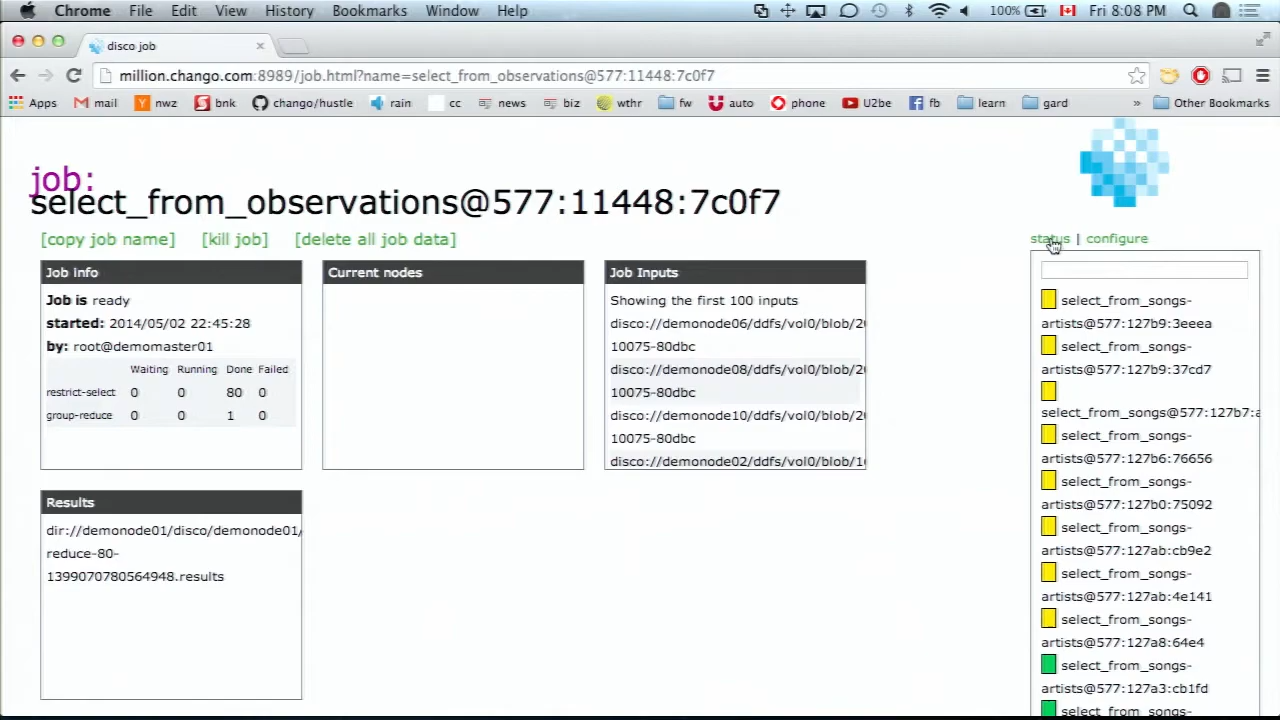 Chrome File Edit View History Bookmarks Window Help 100% Fri 8:08 PM
disco job
million.chango.com:8989/job.html?name=select_from_observations@577:11448:7c0f7
Apps mail nwz bnk chango/hustle rain cc news biz wthr fw auto phone U2be fb learn gard » Other Bookmarks
job:
select_from_observations@577:11448:7c0f7
[copy job name] [kill job] [delete all job data]
status | configure
Job Info
Job is ready
started: 2014/05/02 22:45:28
by: root@demomaster01
Waiting Running Done Failed
restrict-select 0 0 80 0
group-reduce 0 0 1 0
Current nodes
Job Inputs
Showing the first 100 inputs
disco://demonode06/ddfs/vol0/blob/20
10075-80dbc
disco://demonode08/ddfs/vol0/blob/20
10075-80dbc
disco://demonode10/ddfs/vol0/blob/20
10075-80dbc
disco://demonode02/ddfs/vol0/blob/10
Results
dir://demonode01/disco/demonode01/
reduce-80-
1399070780564948.results
select_from_songs-
artists@577:127b9:3eeea
select_from_songs-
artists@577:127b9:37cd7
select_from_songs@577:127b7:a
select_from_songs-
artists@577:127b6:76656
select_from_songs-
artists@577:127b0:75092
select_from_songs-
artists@577:127ab:cb9e2
select_from_songs-
artists@577:127ab:4e141
select_from_songs-
artists@577:127a8:64e4
select_from_songs-
artists@577:127a3:cb1fd
select_from_songs-